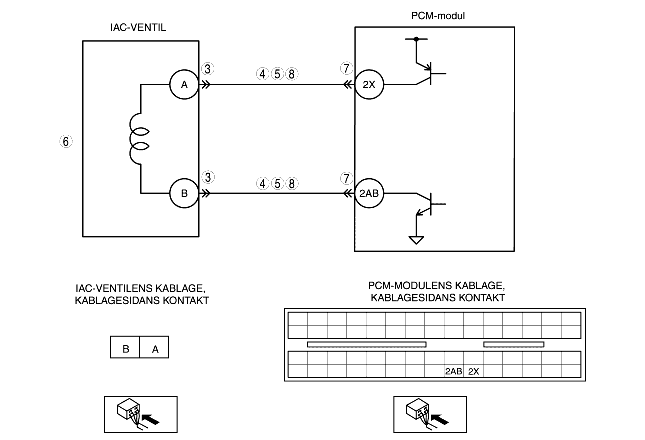 IAC-VENTIL
PCM-modul
3
4 5 8
7
A
2X
6
3
4 5 8
7
B
2AB
IAC-VENTILENS KABLAGE,
KABLAGESIDANS KONTAKT
PCM-MODULENS KABLAGE,
KABLAGESIDANS KONTAKT
B A
2AB 2X